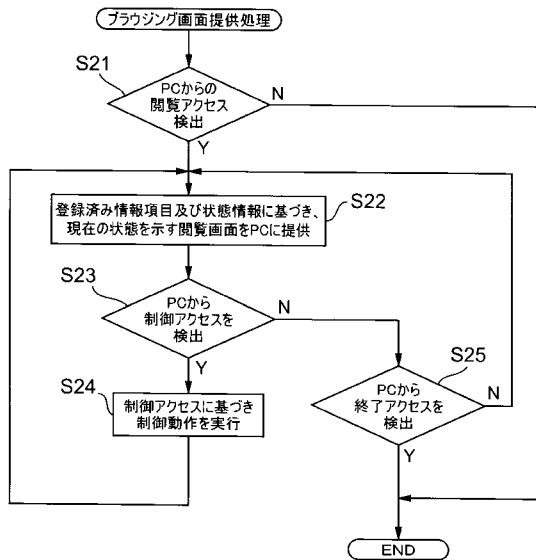 ブラウジング画面提供処理
S21
PCからの
閲覧アクセス
検出
N
Y
登録済み情報項目及び状態情報に基づき、
現在の状態を示す閲覧画面をPCに提供
S22
S23
PCから
制御アクセスを
検出
N
Y
S24
制御アクセスに基づき
制御動作を実行
S25
PCから
終了アクセスを
検出
N
Y
END